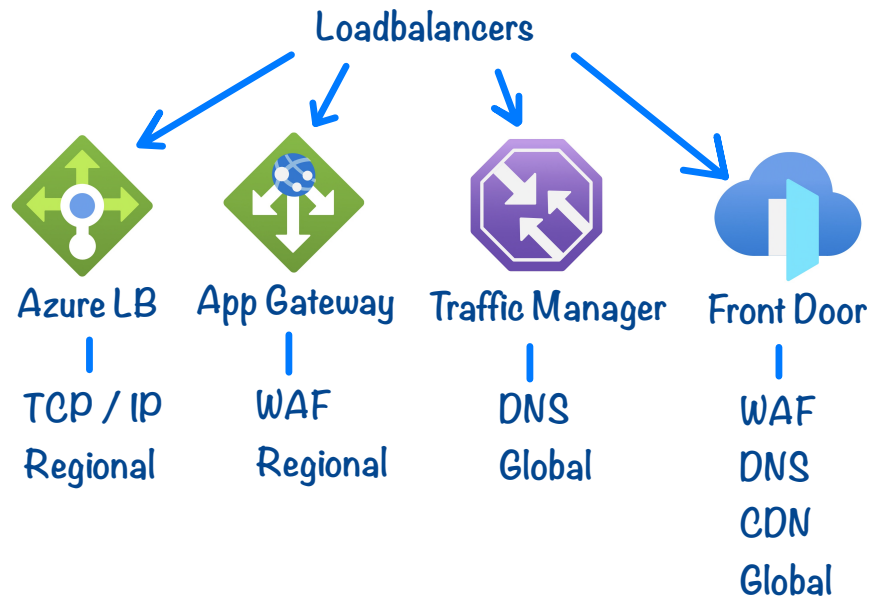 Loadbalancers
Azure LB
App Gateway
Traffic Manager
Front Door
TCP / IP
Regional
WAF
Regional
DNS
Global
WAF
DNS
CDN
Global